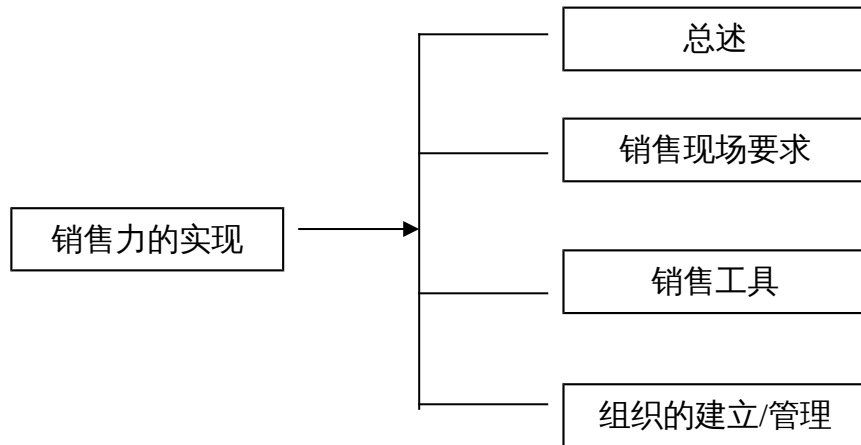 总述
销售现场要求
销售力的实现
销售工具
组织的建立/管理